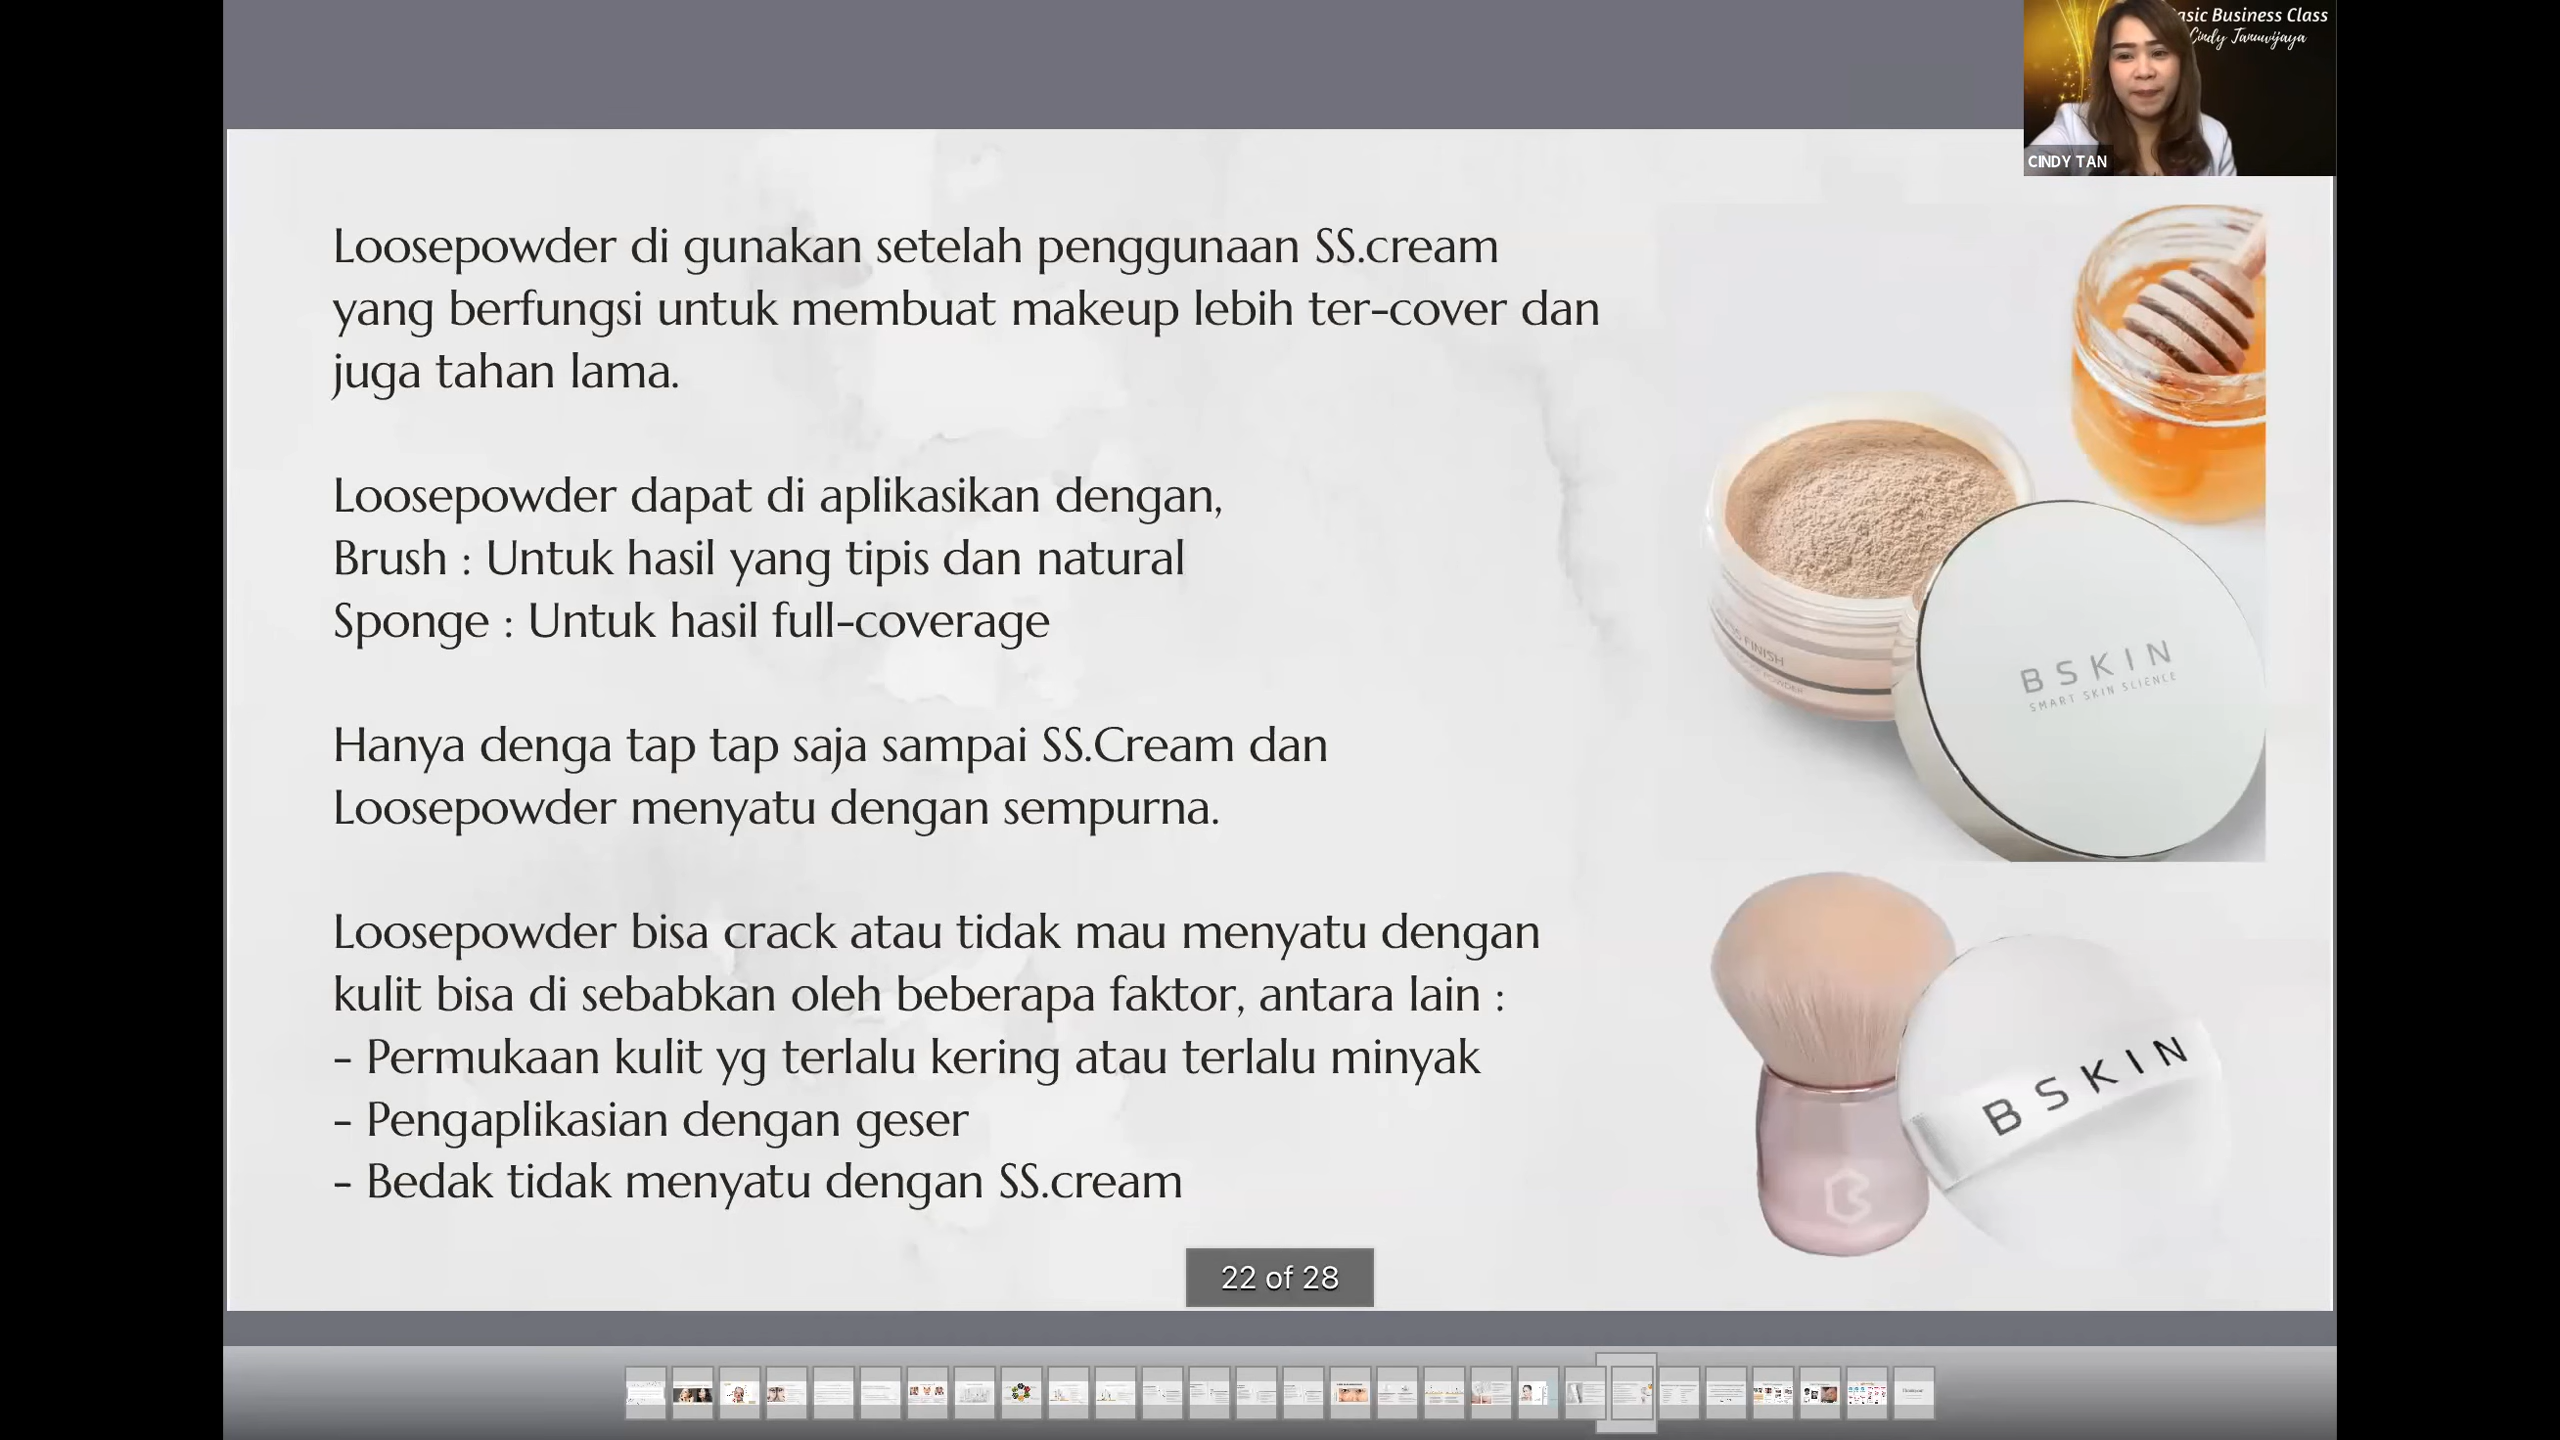 asic Business Class
Cindy Tanuwijaya
CINDY TAN
Loosepowder di gunakan setelah penggunaan SS.cream
yang berfungsi untuk membuat makeup lebih ter-cover dan
juga tahan lama.
Loosepowder dapat di aplikasikan dengan,
Brush : Untuk hasil yang tipis dan natural
Sponge : Untuk hasil full-coverage
Hanya denga tap tap saja sampai SS.Cream dan
Loosepowder menyatu dengan sempurna.
Loosepowder bisa crack atau tidak mau menyatu dengan
kulit bisa di sebabkan oleh beberapa faktor, antara lain :
- Permukaan kulit yg terlalu kering atau terlalu minyak
- Pengaplikasian dengan geser
- Bedak tidak menyatu dengan SS.cream
FINISH
POWDER
BSKIN
SMART SKIN SCIENCE
BSKIN
22 of 28